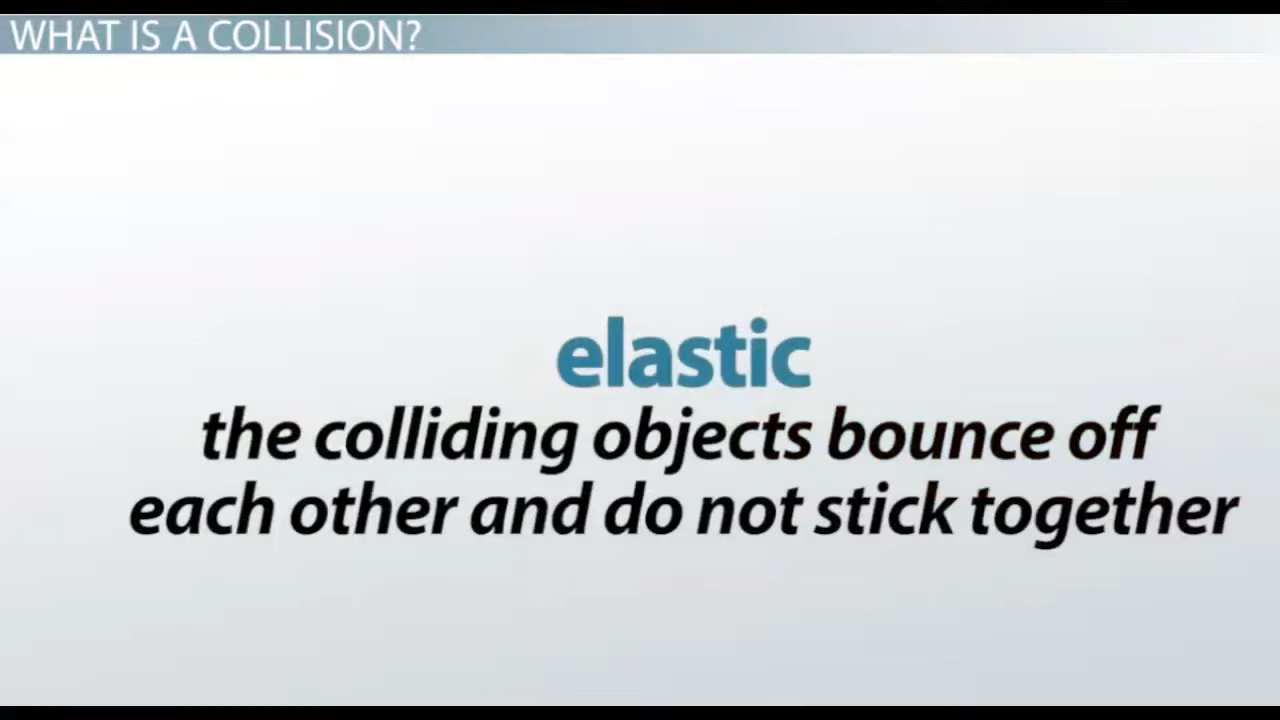 WHAT IS A COLLISION?
elastic
the colliding objects bounce off
each other and do not stick together